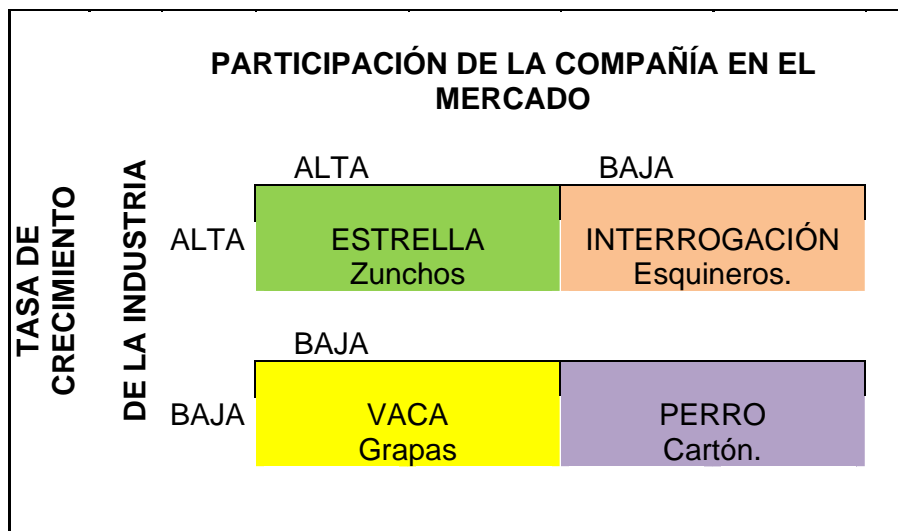 PARTICIPACIÓN DE LA COMPAÑÍA EN EL
MERCADO
TASA DE
CRECIMIENTO
DE LA INDUSTRIA
ALTA
BAJA
ALTA
ESTRELLA
Zunchos
INTERROGACIÓN
Esquineros.
BAJA
BAJA
VACA
Grapas
PERRO
Cartón.